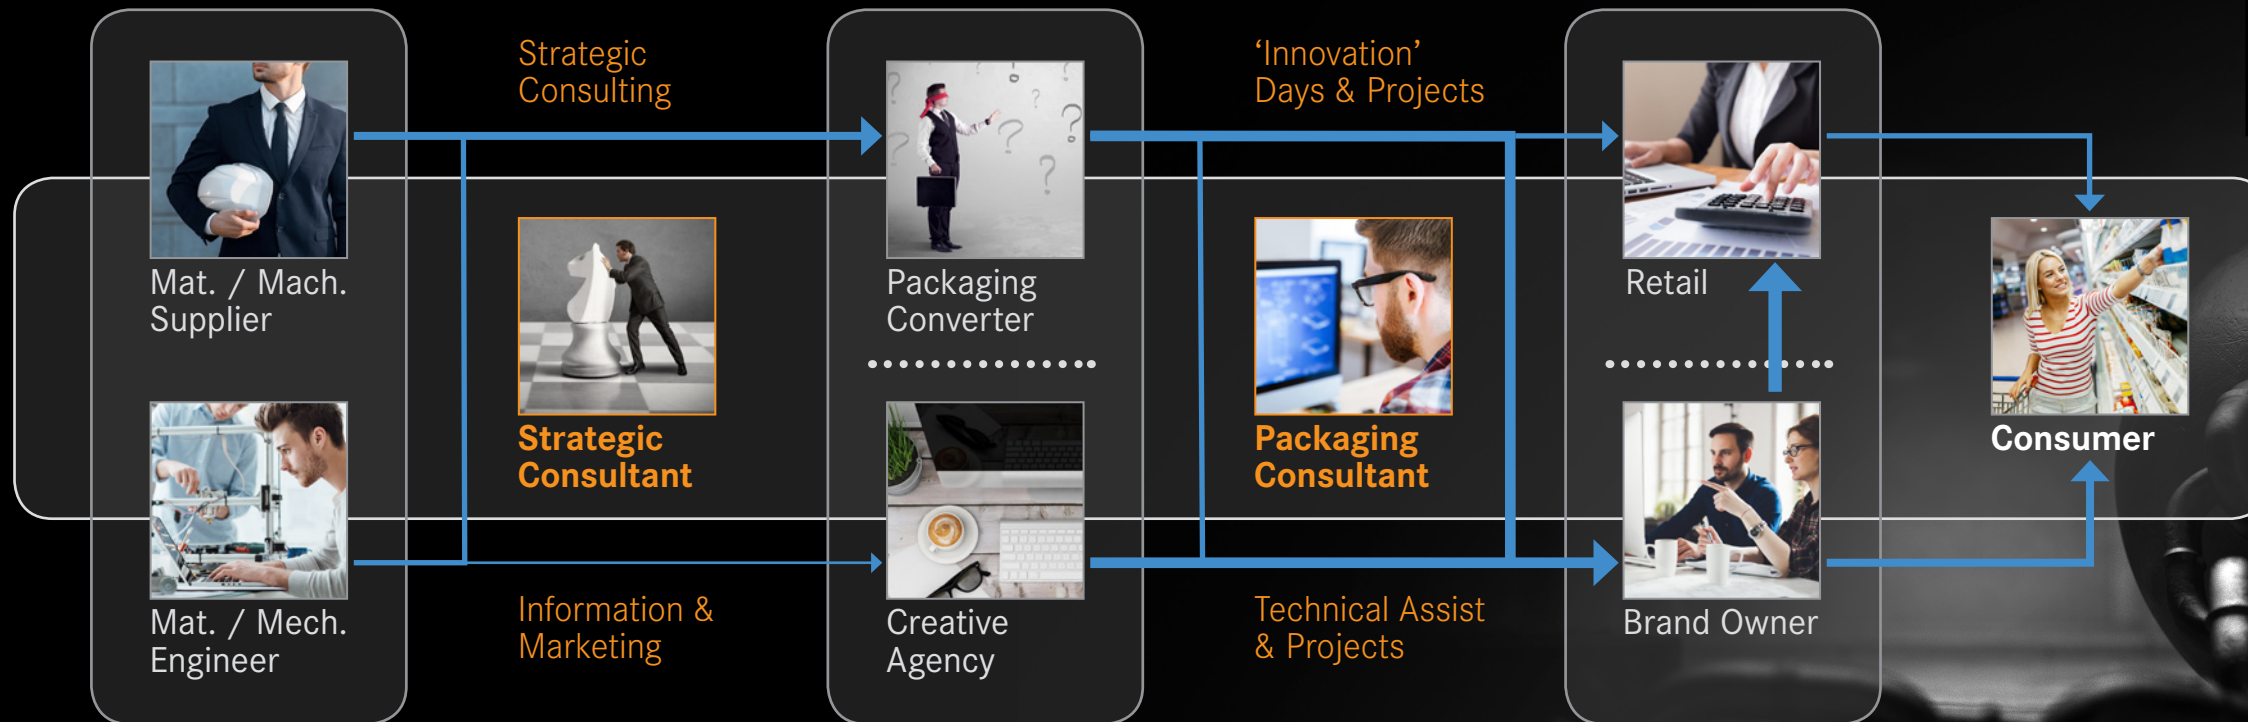 Strategic
Consulting
‘Innovation’
Days & Projects
Mat. / Mach.
Supplier
Packaging
Converter
Retail
Strategic
Consultant
Packaging
Consultant
Consumer
Mat. / Mech.
Engineer
Information &
Marketing
Creative
Agency
Technical Assist
& Projects
Brand Owner